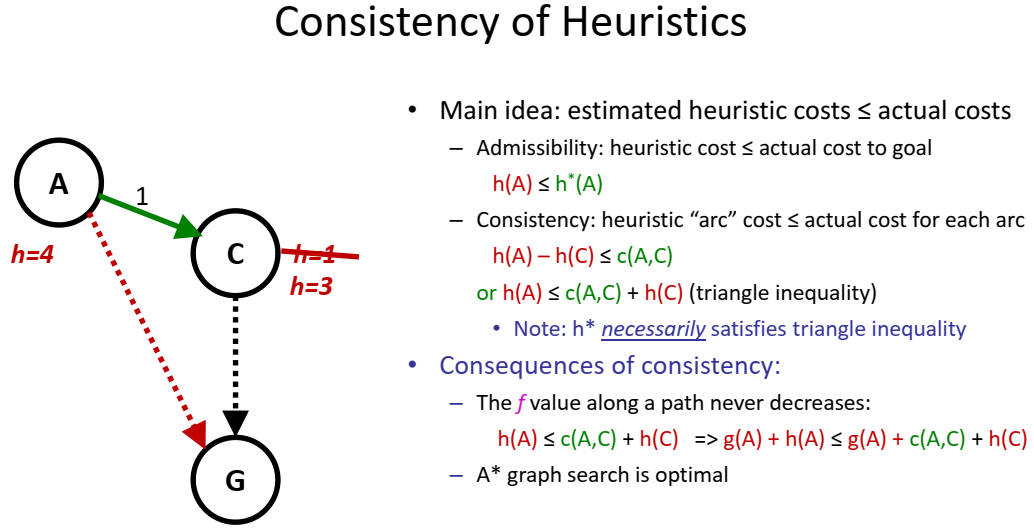 Consistency of Heuristics
A
1
h=4
C
h=1
h=3
G
• Main idea: estimated heuristic costs ≤ actual costs
– Admissibility: heuristic cost ≤ actual cost to goal
h(A) ≤ h*(A)
– Consistency: heuristic “arc” cost ≤ actual cost for each arc
h(A) – h(C) ≤ c(A,C)
or h(A) ≤ c(A,C) + h(C) (triangle inequality)
• Note: h* necessarily satisfies triangle inequality
• Consequences of consistency:
– The f value along a path never decreases:
h(A) ≤ c(A,C) + h(C) => g(A) + h(A) ≤ g(A) + c(A,C) + h(C)
– A* graph search is optimal